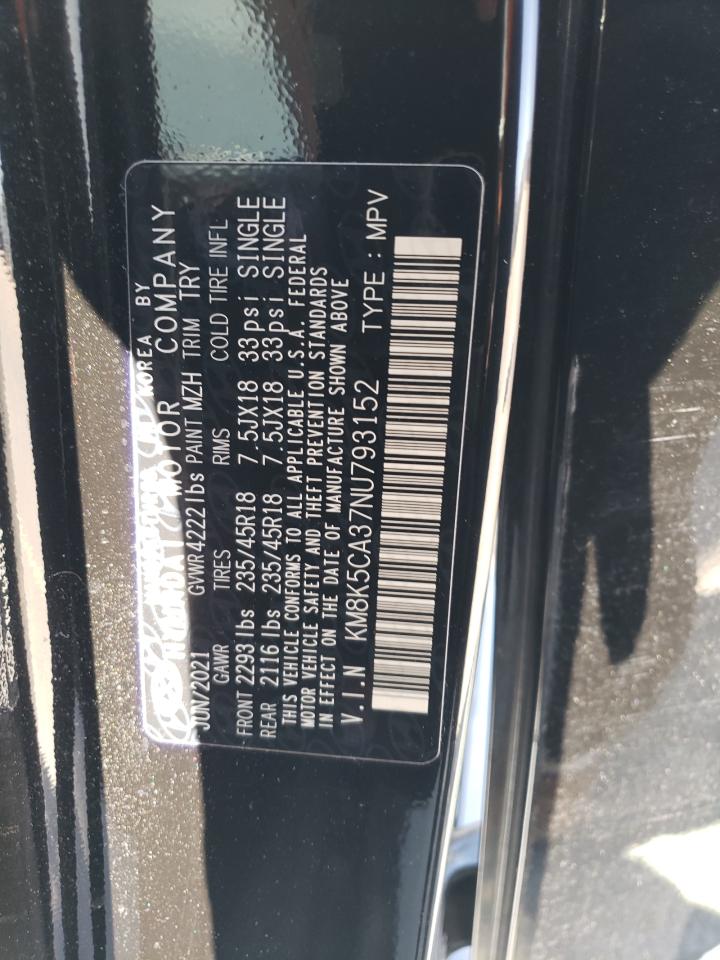 KOREA BY
HYUNDAI MOTOR COMPANY
JUN/2021 GVWR 4222 lbs PAINT MZH TRIM TRY
GAWR TIRES RIMS COLD TIRE INFL
FRONT 2293 lbs 235/45R18 7.5JX18 33psi SINGLE
REAR 2116 lbs 235/45R18 7.5JX18 33psi SINGLE
THIS VEHICLE CONFORMS TO ALL APPLICABLE U.S.A. FEDERAL
MOTOR VEHICLE SAFETY AND THEFT PREVENTION STANDARDS
IN EFFECT ON THE DATE OF MANUFACTURE SHOWN ABOVE
V.I.N KM8K5CA37NU793152 TYPE : MPV